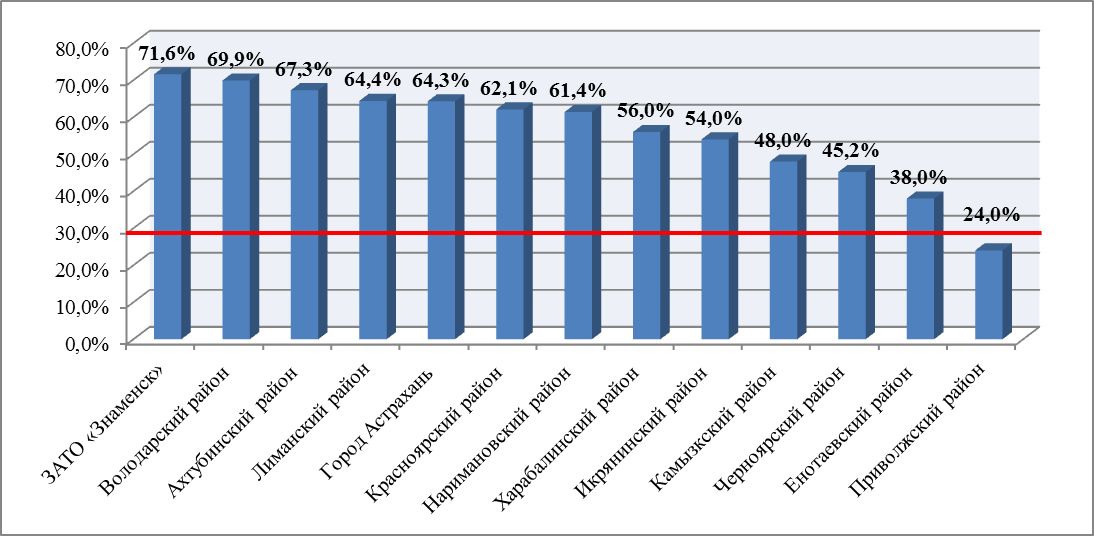 80,0%
70,0%
60,0%
50,0%
40,0%
30,0%
20,0%
10,0%
0,0%
71,6%
69,9%
67,3%
64,4%
64,3%
62,1%
61,4%
56,0%
54,0%
48,0%
45,2%
38,0%
24,0%
ЗАТО «Знаменск»
Володарский район
Ахтубинский район
Лиманский район
Город Астрахань
Красноярский район
Наримановский район
Харабалинский район
Икрянинский район
Камызкский район
Черноярский район
Енотаевский район
Приволжский район